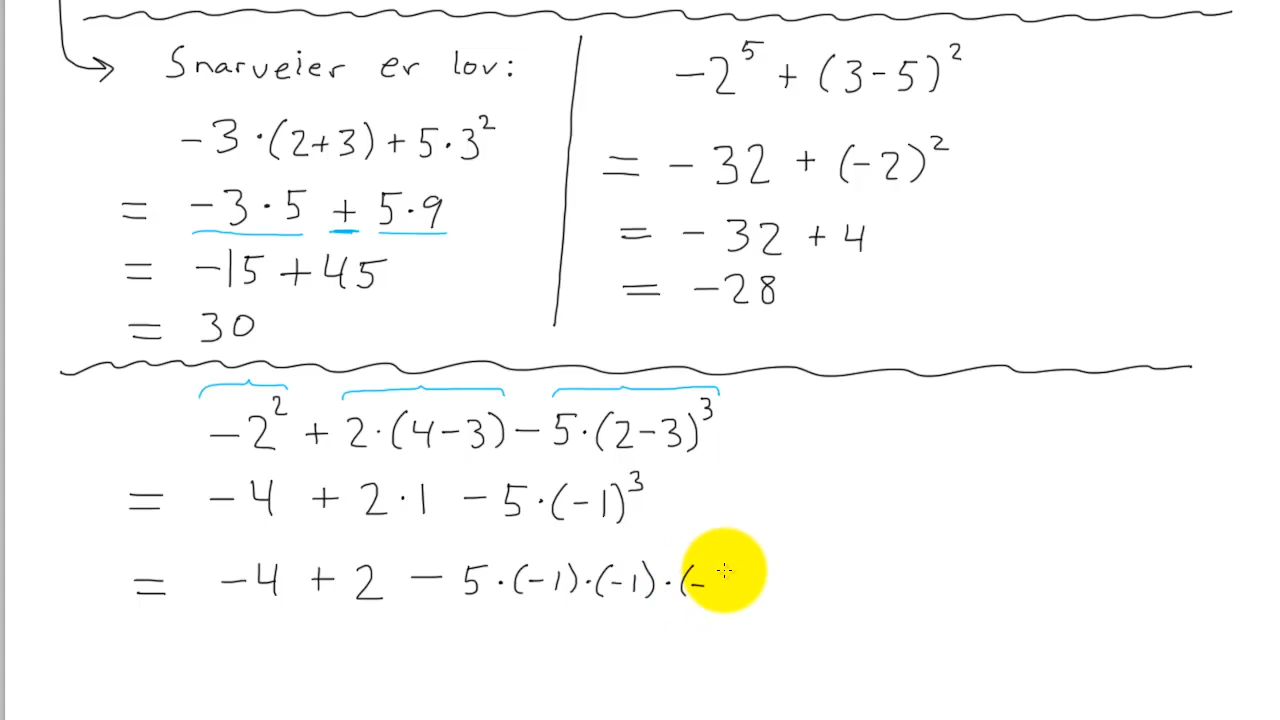 Snarveier er lov:
-3·(2+3)+5·3²
= -3·5 + 5·9
= -15+45
= 30
-2⁵+(3-5)²
= -32 + (-2)²
= -32 + 4
= -28
-2² + 2·(4-3) - 5·(2-3)³
= -4 + 2·1 - 5·(-1)³
= -4 + 2 - 5·(-1)·(-1)·(-